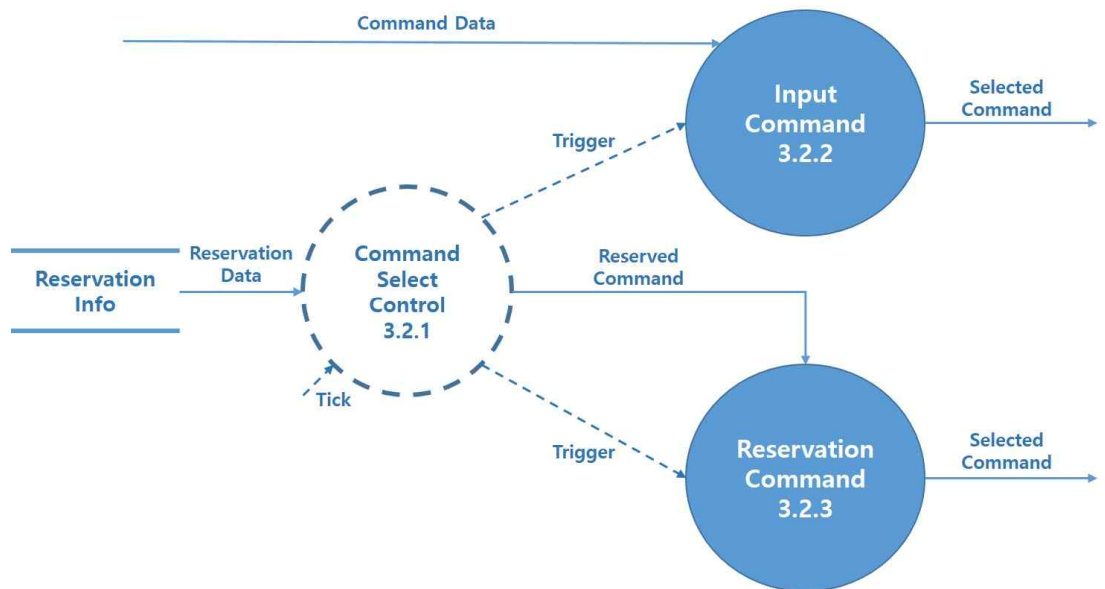 Command Data
Input
Command
3.2.2
Selected
Command
Trigger
Reservation
Info
Reservation
Data
Command
Select
Control
3.2.1
Reserved
Command
Tick
Trigger
Reservation
Command
3.2.3
Selected
Command